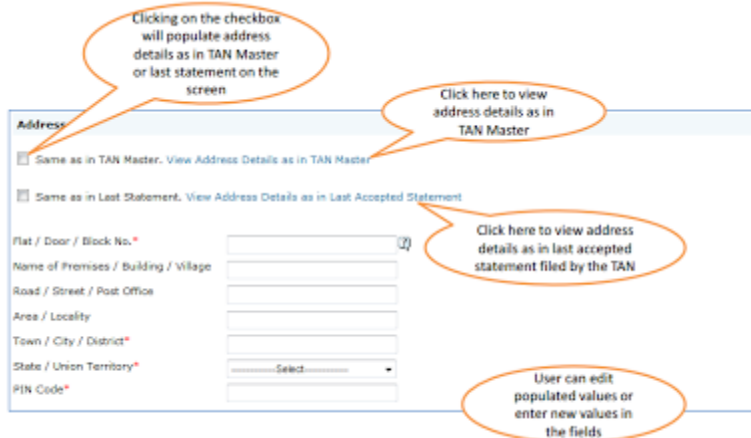 Clicking on the checkbox
will populate address
details as in TAN Master
or last statement on the
screen
Click here to view
address details as in
TAN Master
Address
Same as in TAN Master. View Address Details as in TAN Master
Same as in Last Statement. View Address Details as in Last Accepted Statement
Click here to view address
details as in last accepted
statement filed by the TAN
Flat / Door / Block No.*
Name of Premises / Building / Village
Road / Street / Post Office
Area / Locality
Town / City / District*
State / Union Territory*
------------Select------------
PIN Code*
User can edit
populated values or
enter new values in
the fields